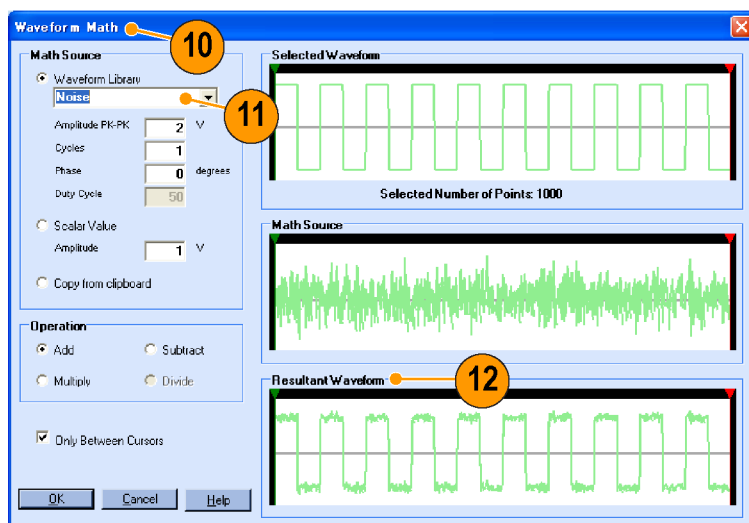 Waveform Math
10
Math Source
Waveform Library
Noise
11
Amplitude PK-PK 2 V
Cycles 1
Phase 0 degrees
Duty Cycle 50
Scalar Value
Amplitude 1 V
Copy from clipboard
Operation
Add Subtract
Multiply Divide
Only Between Cursors
OK Cancel Help
Selected Waveform
Selected Number of Points: 1000
Math Source
Resultant Waveform
12